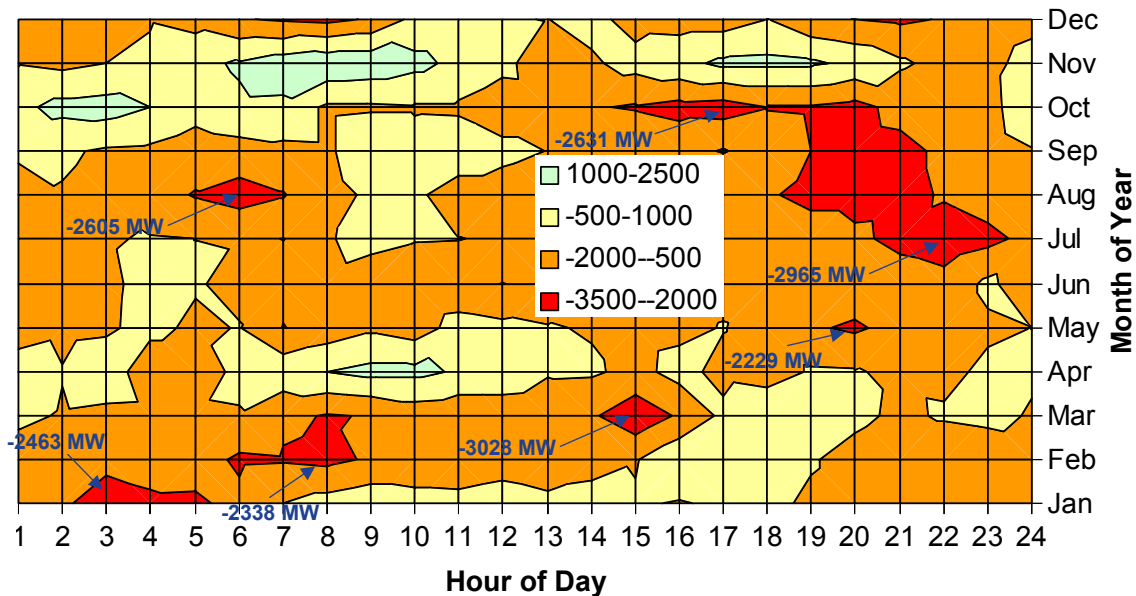 Dec
Nov
Oct
-2631 MW
Sep
1000-2500
Aug
-500-1000
-2605 MW
Jul
-2000--500
-2965 MW
Jun
-3500--2000
May
-2229 MW
Apr
Mar
-2463 MW
-3028 MW
Feb
-2338 MW
Jan
Month of Year
1 2 3 4 5 6 7 8 9 10 11 12 13 14 15 16 17 18 19 20 21 22 23 24
Hour of Day